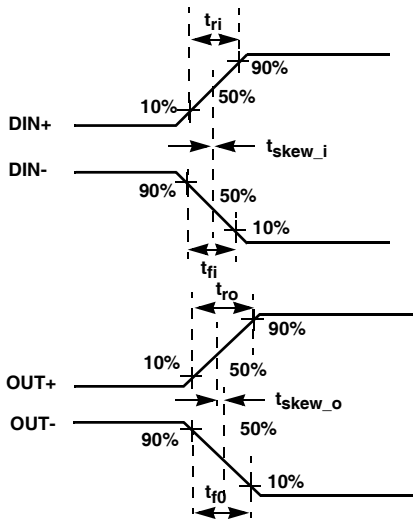 tri
90%
10%
50%
DIN+
tskew_i
DIN-
90%
50%
10%
tfi
tro
90%
10%
50%
OUT+
tskew_o
OUT-
50%
90%
10%
tf0